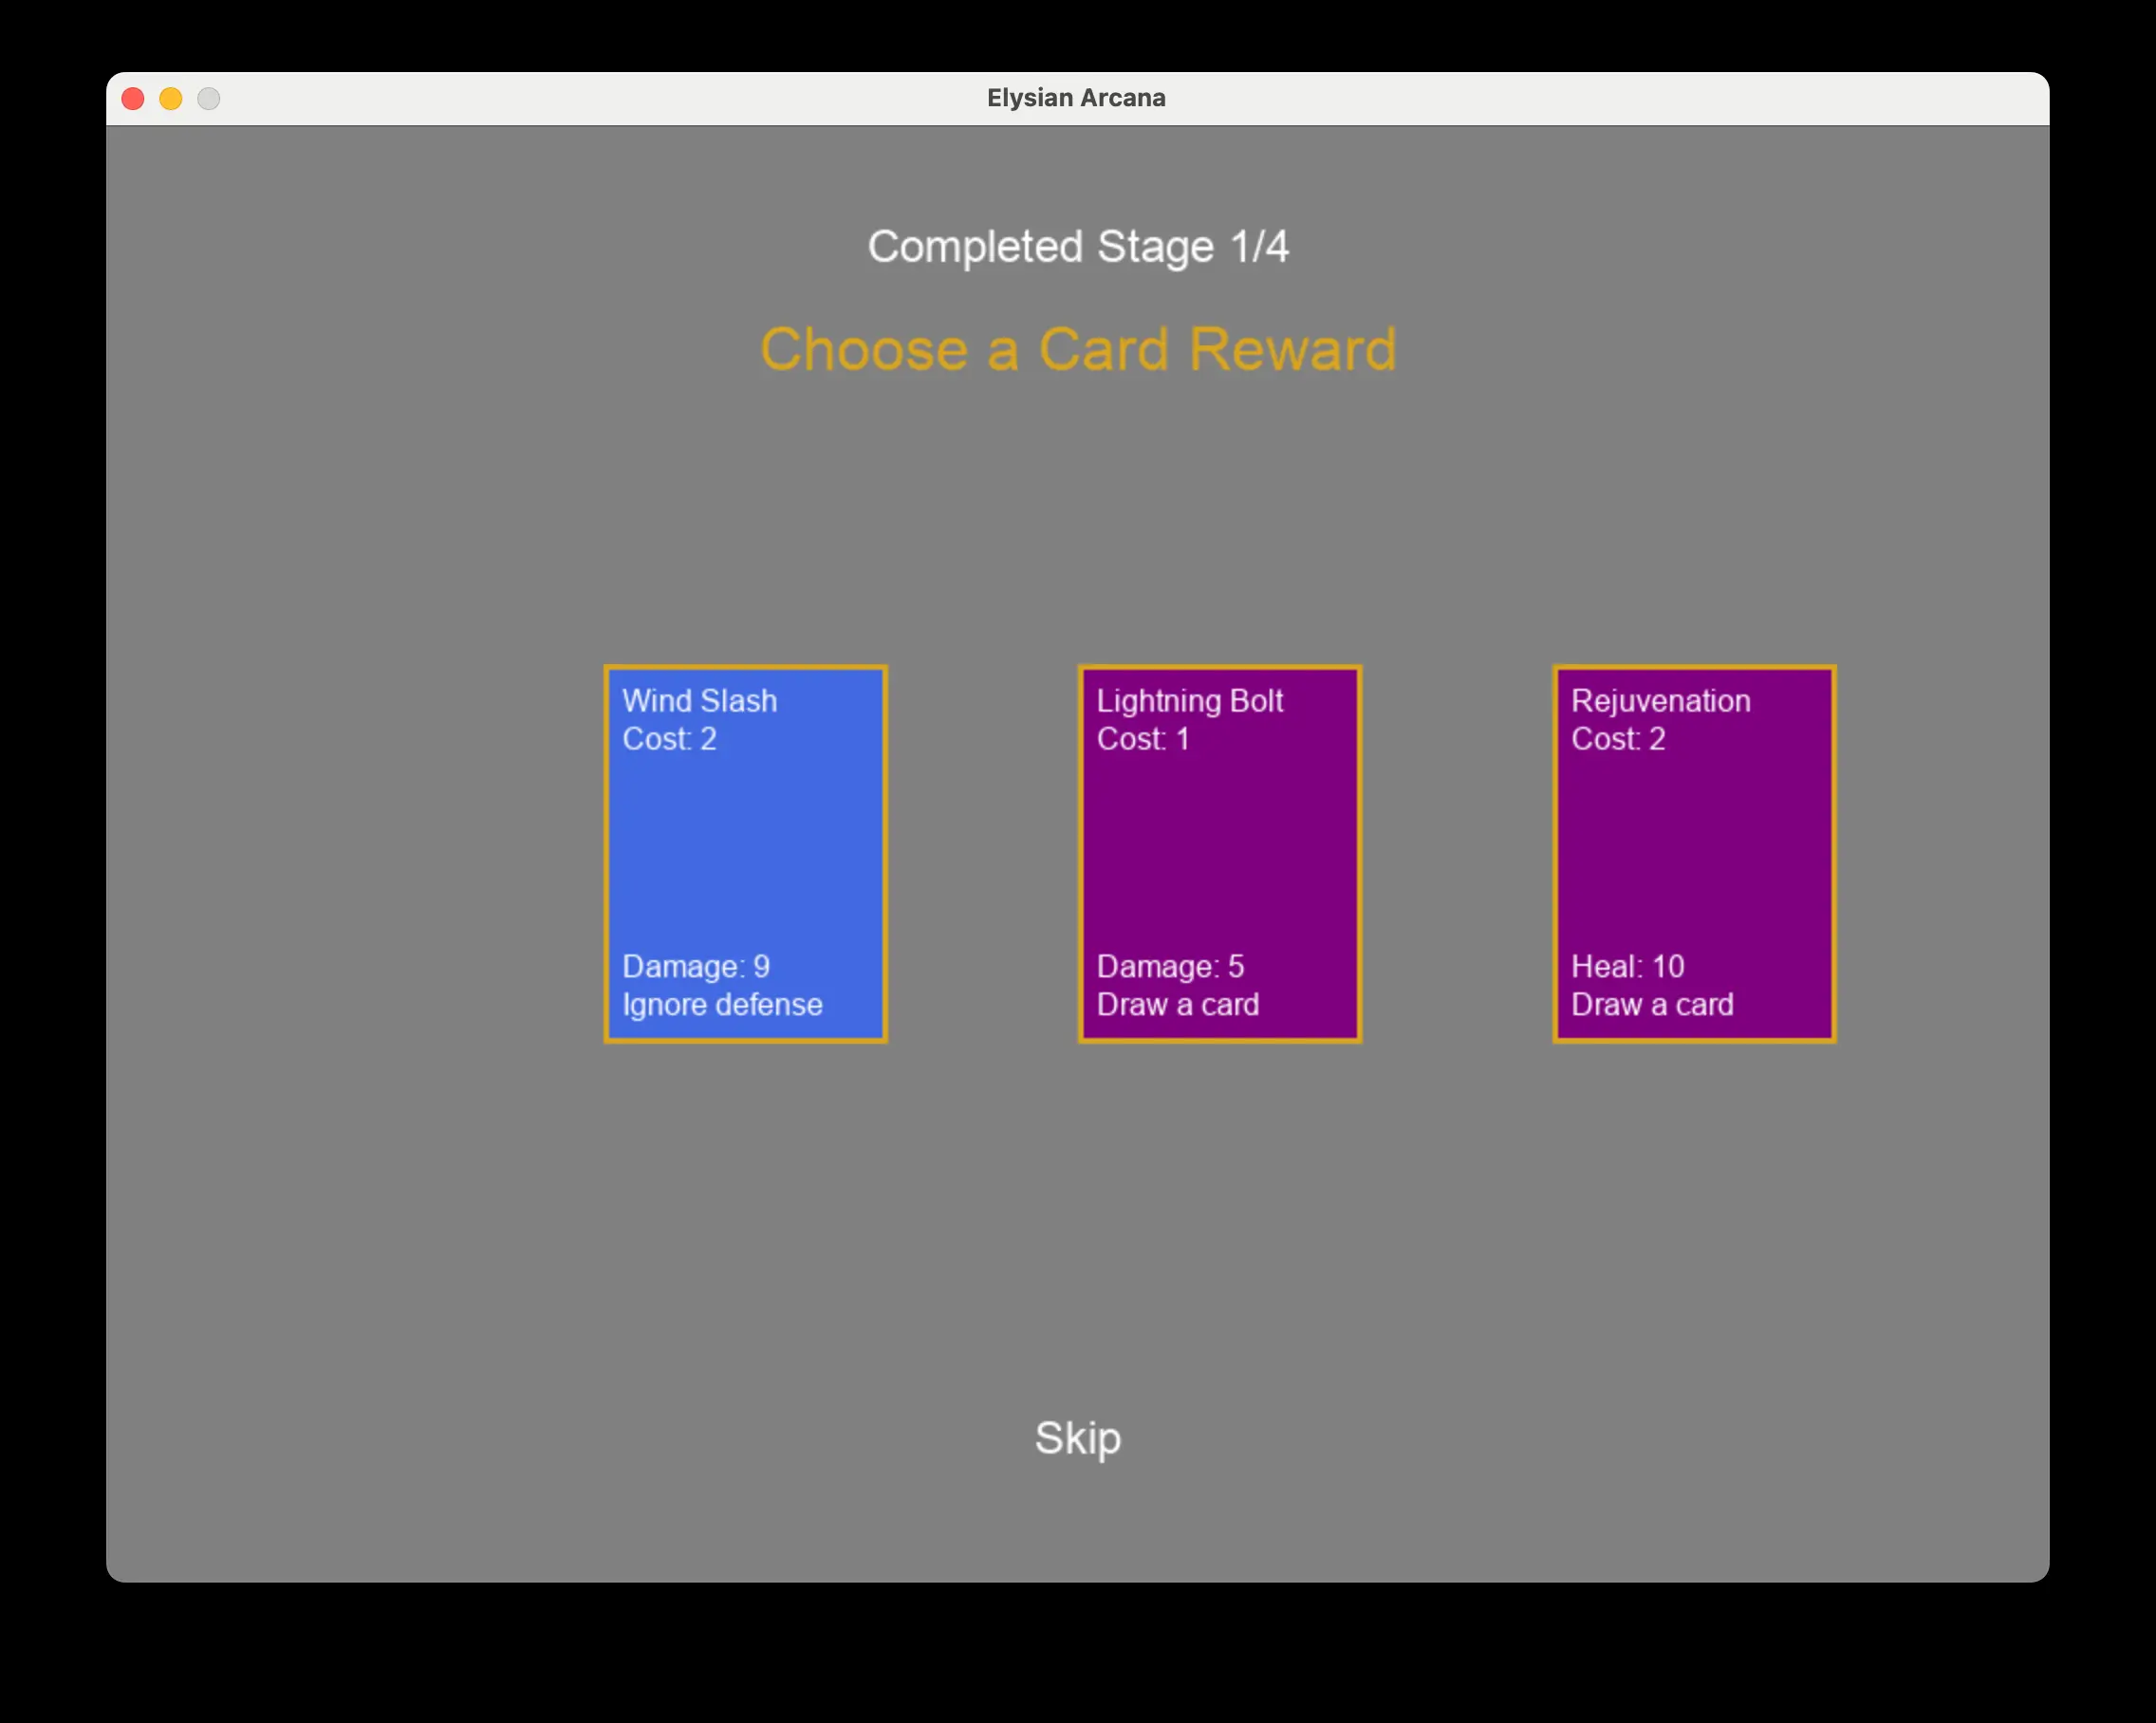 Elysian Arcana
Completed Stage 1/4
Choose a Card Reward
Wind Slash
Cost: 2
Damage: 9
Ignore defense
Lightning Bolt
Cost: 1
Damage: 5
Draw a card
Rejuvenation
Cost: 2
Heal: 10
Draw a card
Skip